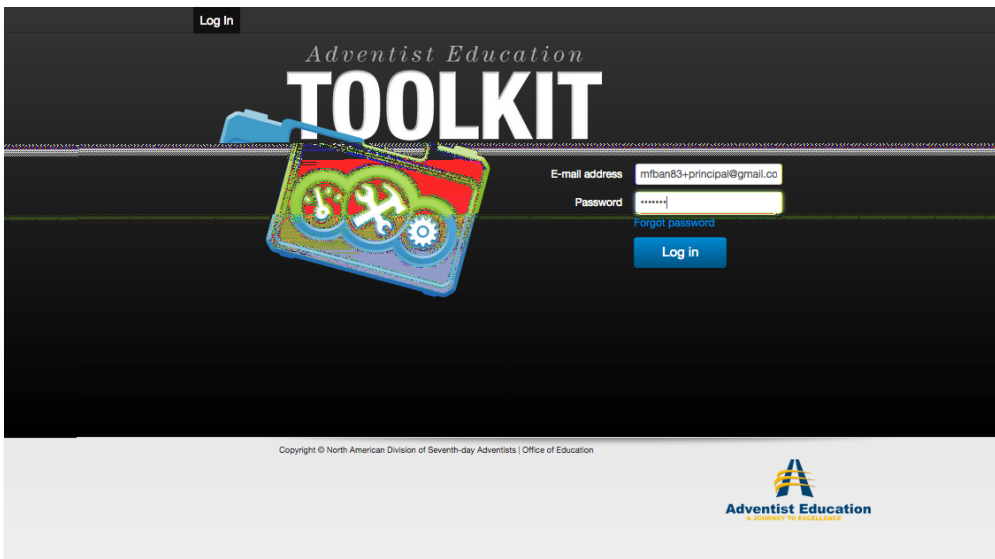 Log In
Adventist Education
TOOLKIT
E-mail address
mfban83+principal@gmail.co
Password
•••••••
Forgot password
Log in
Copyright © North American Division of Seventh-day Adventists | Office of Education
Adventist Education
A JOURNEY TO EXCELLENCE